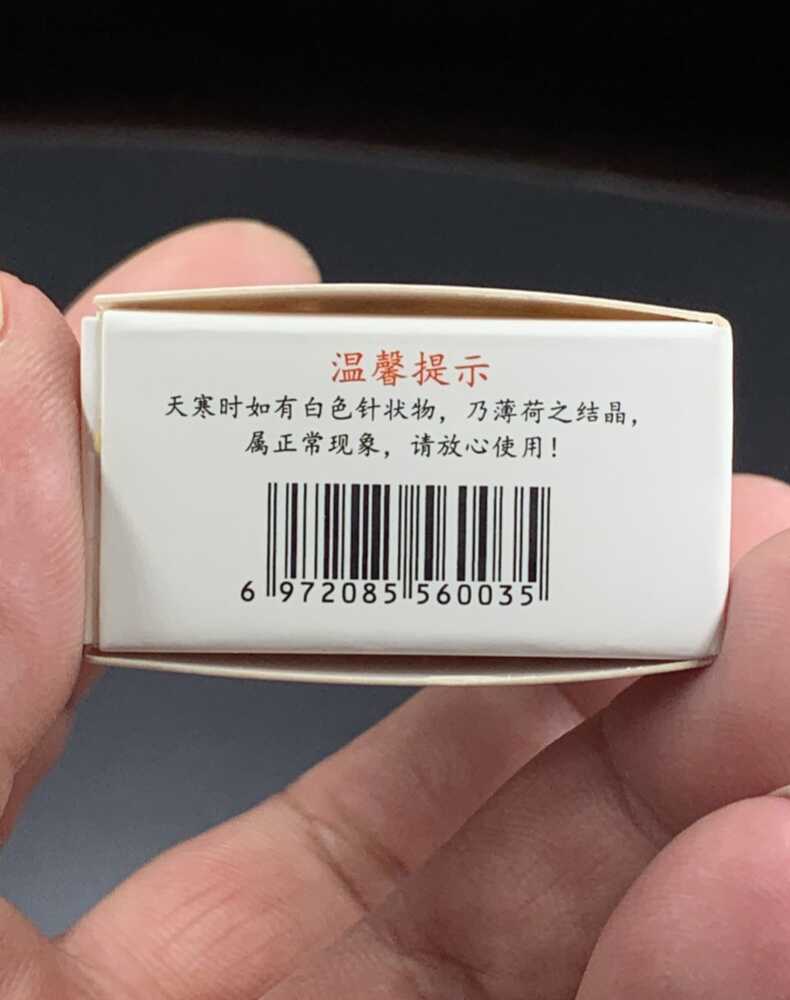 温馨提示
天寒时如有白色针状物，乃薄荷之结晶，
属正常现象，请放心使用！
6 972085 560035